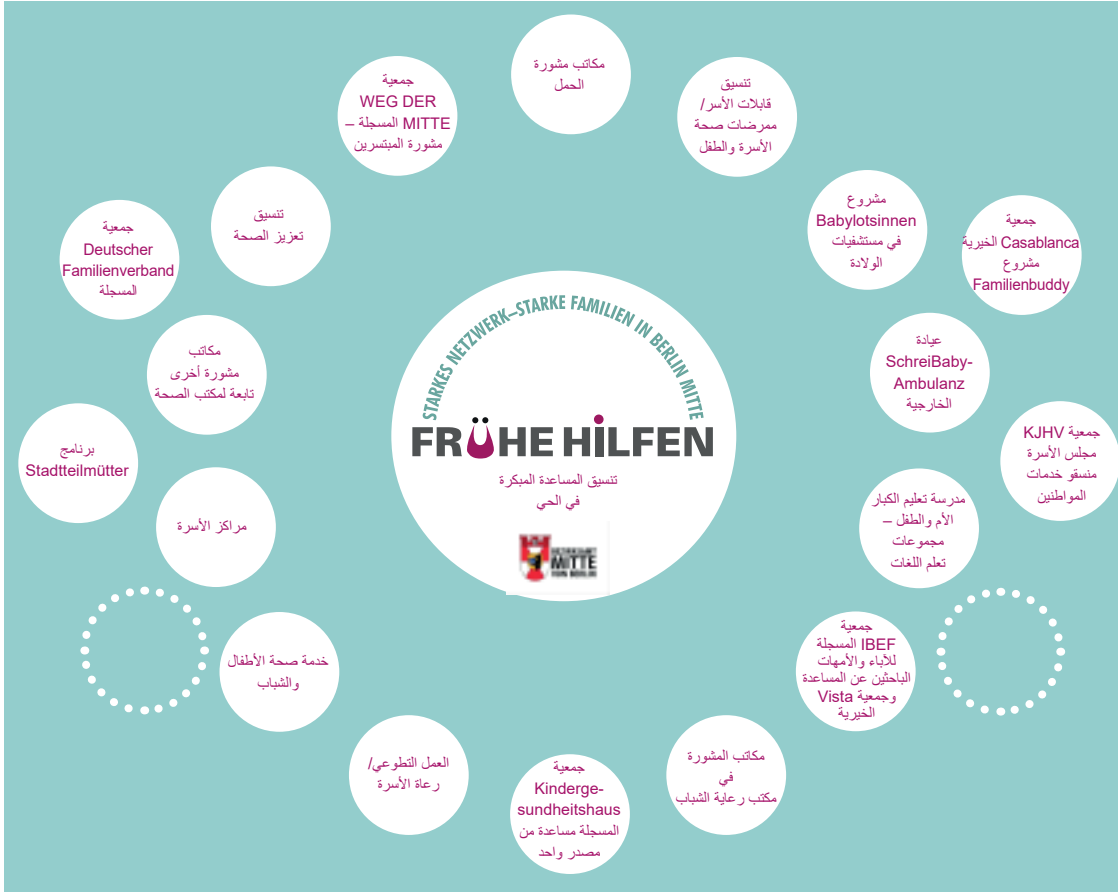 مكاتب مشورة
الحمل
تنسيق
قابلات الأسر/
ممرضات صحة
الأسرة والطفل
جمعية
WEG DER
MITTE المسجلة –
مشورة المبتسرين
مشروع
Babylotsinnen
في مستشفيات
الولادة
جمعية
Casablanca الخيرية
مشروع
Familienbuddy
تنسيق
تعزيز الصحة
جمعية
Deutscher
Familienverband
المسجلة
عيادة
SchreiBaby-
Ambulanz
الخارجية
مكاتب
مشورة أخرى
تابعة لمكتب الصحة
جمعية KJHV
مجلس الأسرة
منسقو خدمات
المواطنين
برنامج
Stadtteilmütter
مدرسة تعليم الكبار
الأم والطفل –
مجموعات
تعلم اللغات
مراكز الأسرة
STARKES NETZWERK–STARKE FAMILIEN IN BERLIN MITTE
FRÜHE HILFEN
تنسيق المساعدة المبكرة
في الحي
BEZIRKSAMT
MITTE
VON BERLIN
جمعية
IBEF المسجلة
للآباء والأمهات
الباحثين عن المساعدة
وجمعية Vista
الخيرية
خدمة صحة الأطفال
والشباب
مكاتب المشورة
في
مكتب رعاية الشباب
العمل التطوعي/
رعاة الأسرة
جمعية
Kinderge-
sundheitshaus
المسجلة مساعدة من
مصدر واحد